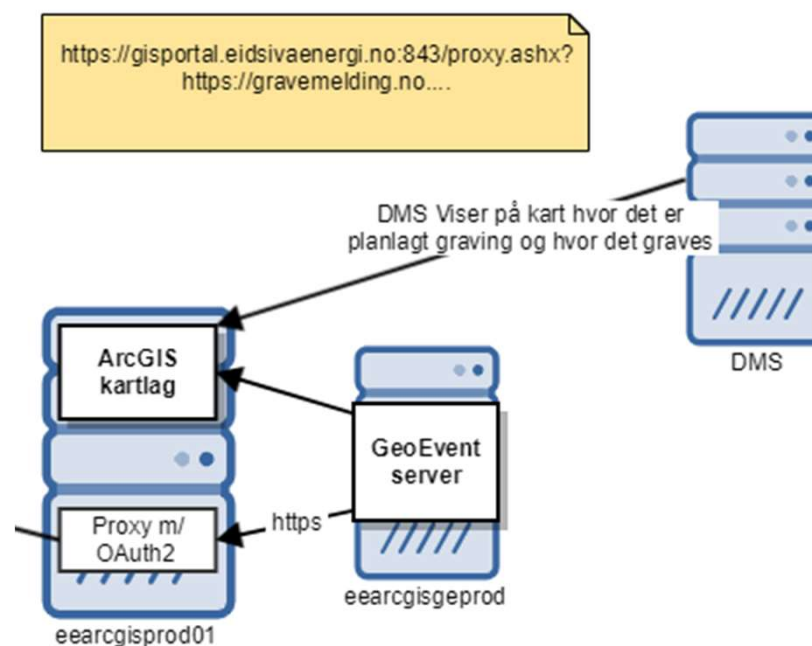 https://gisportal.eidsivaenergi.no:843/proxy.ashx?
https://gravemelding.no....
DMS Viser på kart hvor det er
planlagt graving og hvor det graves
DMS
ArcGIS
kartlag
GeoEvent
server
Proxy m/
OAuth2
https
eearcgisgeprod
eearcgisprod01